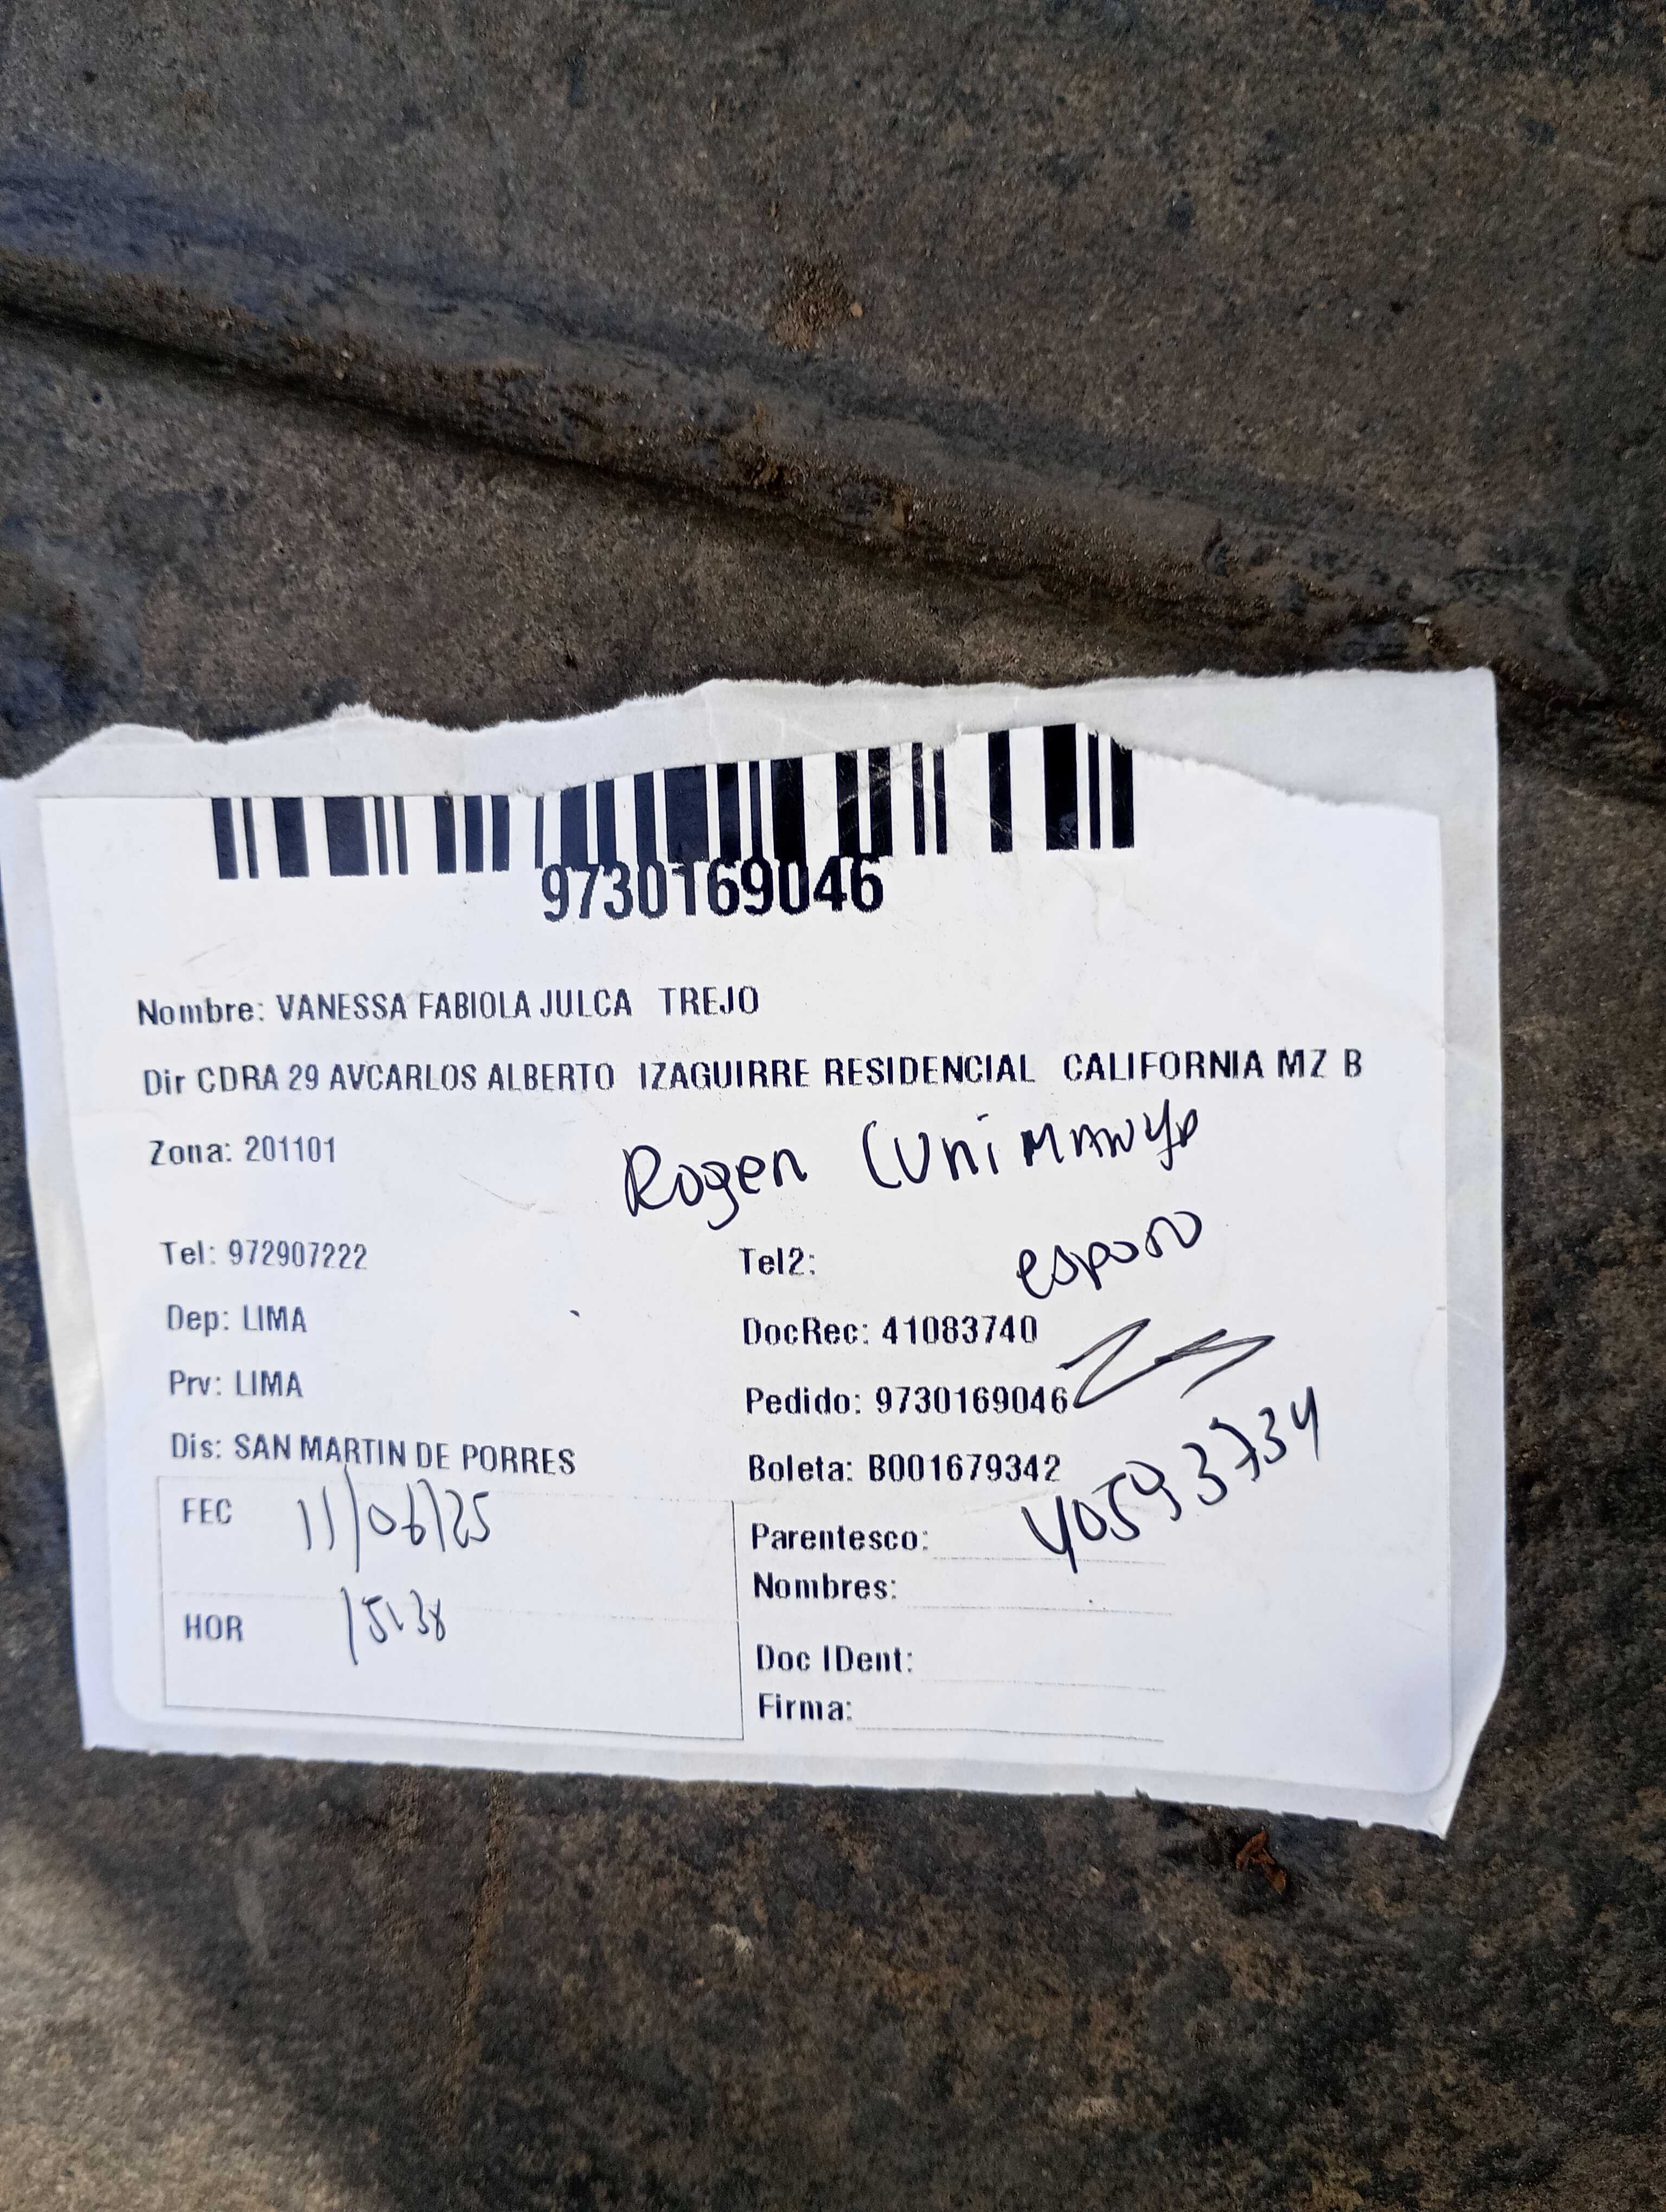 9730169046
Nombre: VANESSA FABIOLA JULCA TREJO
Dir CDRA 29 AVCARLOS ALBERTO IZAGUIRRE RESIDENCIAL CALIFORNIA MZ B
Zona: 201101
Rogen Cunimanya
Tel: 972907222 Tel2:
esposo
Dep: LIMA DocRec: 41083740
Prv: LIMA Pedido: 9730169046
Dis: SAN MARTIN DE PORRES Boleta: B001679342
40593734
FEC 11/06/25 Parentesco:
Nombres:
HOR 15:38
Doc IDent:
Firma: